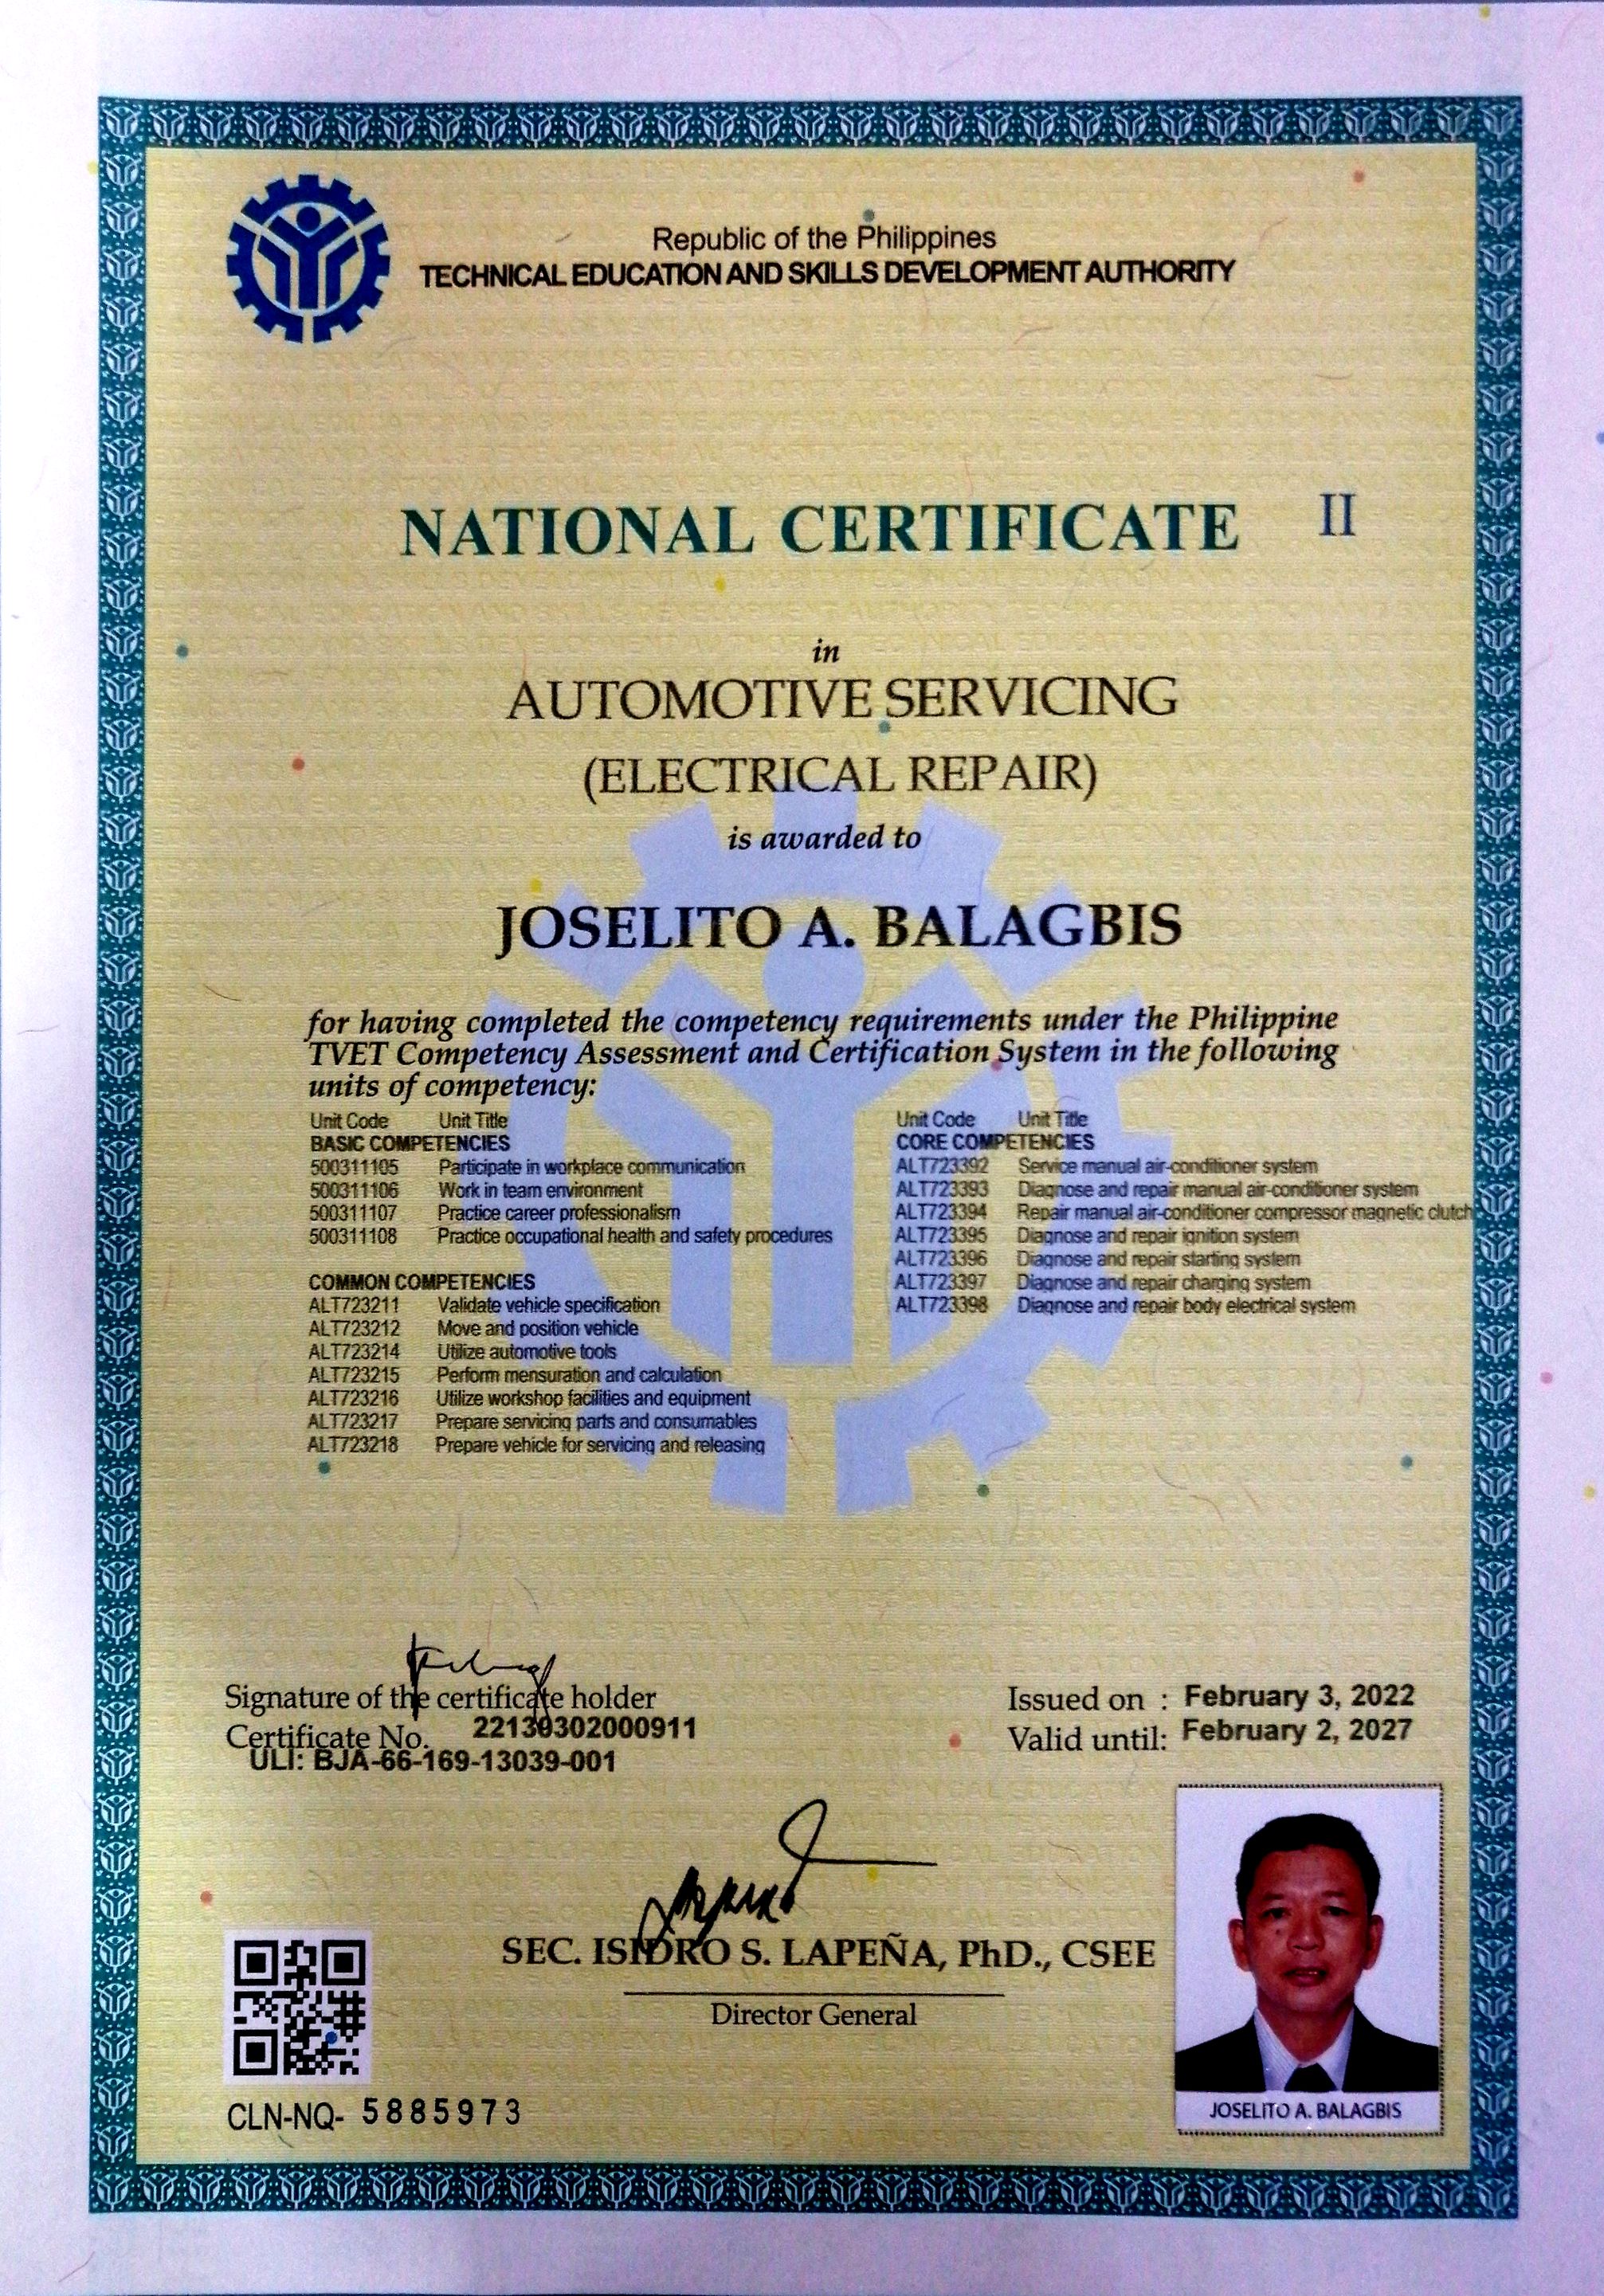 Republic of the Philippines
TECHNICAL EDUCATION AND SKILLS DEVELOPMENT AUTHORITY
NATIONAL CERTIFICATE II
in
AUTOMOTIVE SERVICING
(ELECTRICAL REPAIR)
is awarded to
JOSELITO A. BALAGBIS
for having completed the competency requirements under the Philippine
TVET Competency Assessment and Certification System in the following
units of competency:
Unit Code Unit Title
BASIC COMPETENCIES
500311105 Participate in workplace communication
500311106 Work in team environment
500311107 Practice career professionalism
500311108 Practice occupational health and safety procedures
COMMON COMPETENCIES
ALT723211 Validate vehicle specification
ALT723212 Move and position vehicle
ALT723214 Utilize automotive tools
ALT723215 Perform mensuration and calculation
ALT723216 Utilize workshop facilities and equipment
ALT723217 Prepare servicing parts and consumables
ALT723218 Prepare vehicle for servicing and releasing
Unit Code Unit Title
CORE COMPETENCIES
ALT723392 Service manual air-conditioner system
ALT723393 Diagnose and repair manual air-conditioner system
ALT723394 Repair manual air-conditioner compressor magnetic clutch
ALT723395 Diagnose and repair ignition system
ALT723396 Diagnose and repair starting system
ALT723397 Diagnose and repair charging system
ALT723398 Diagnose and repair body electrical system
Signature of the certificate holder
Certificate No. 22130302000911
ULI: BJA-66-169-13039-001
Issued on : February 3, 2022
Valid until: February 2, 2027
SEC. ISIDRO S. LAPEÑA, PhD., CSEE
Director General
CLN-NQ- 5885973
JOSELITO A. BALAGBIS